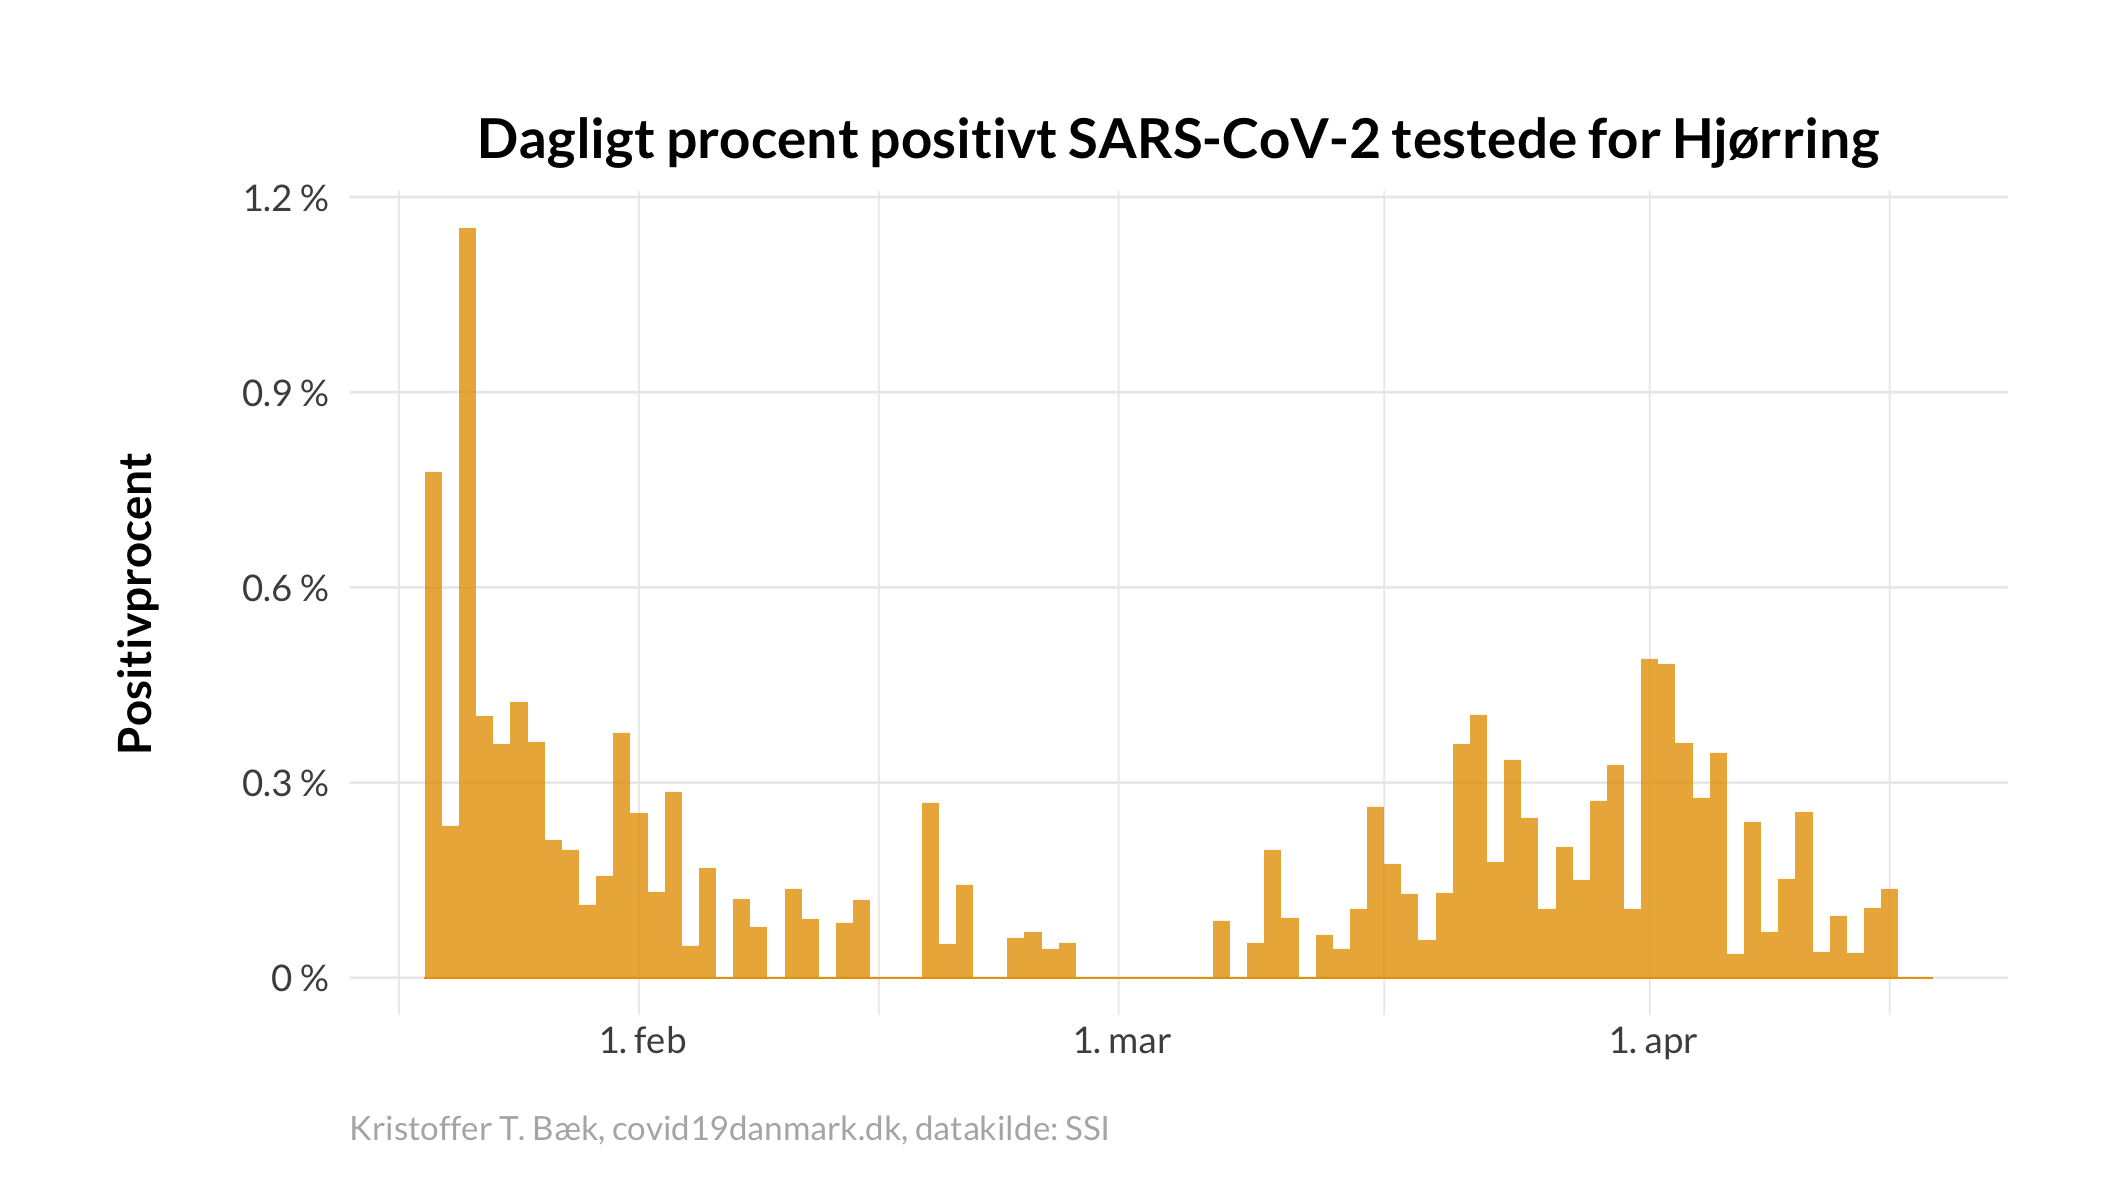 Dagligt procent positivt SARS-CoV-2 testede for Hjørring
Positivprocent
1.2 %
0.9 %
0.6 %
0.3 %
0 %
1. feb
1. mar
1. apr
Kristoffer T. Bæk, covid19danmark.dk, datakilde: SSI